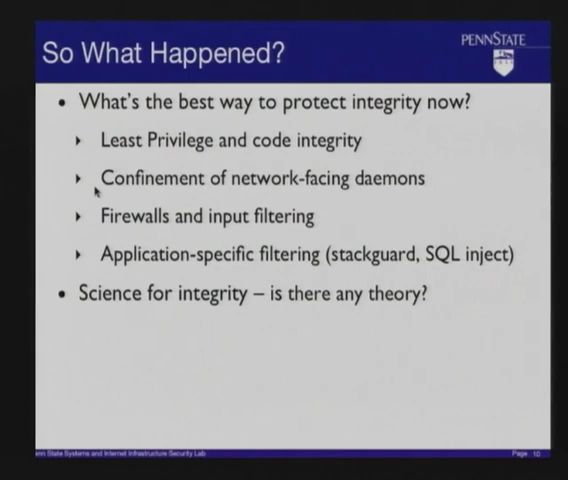 So What Happened?
PENNSTATE
• What's the best way to protect integrity now?
Least Privilege and code integrity
Confinement of network-facing daemons
Firewalls and input filtering
Application-specific filtering (stackguard, SQL inject)
• Science for integrity – is there any theory?
enn State Systems and Internet Infrastructure Security Lab
Page 10